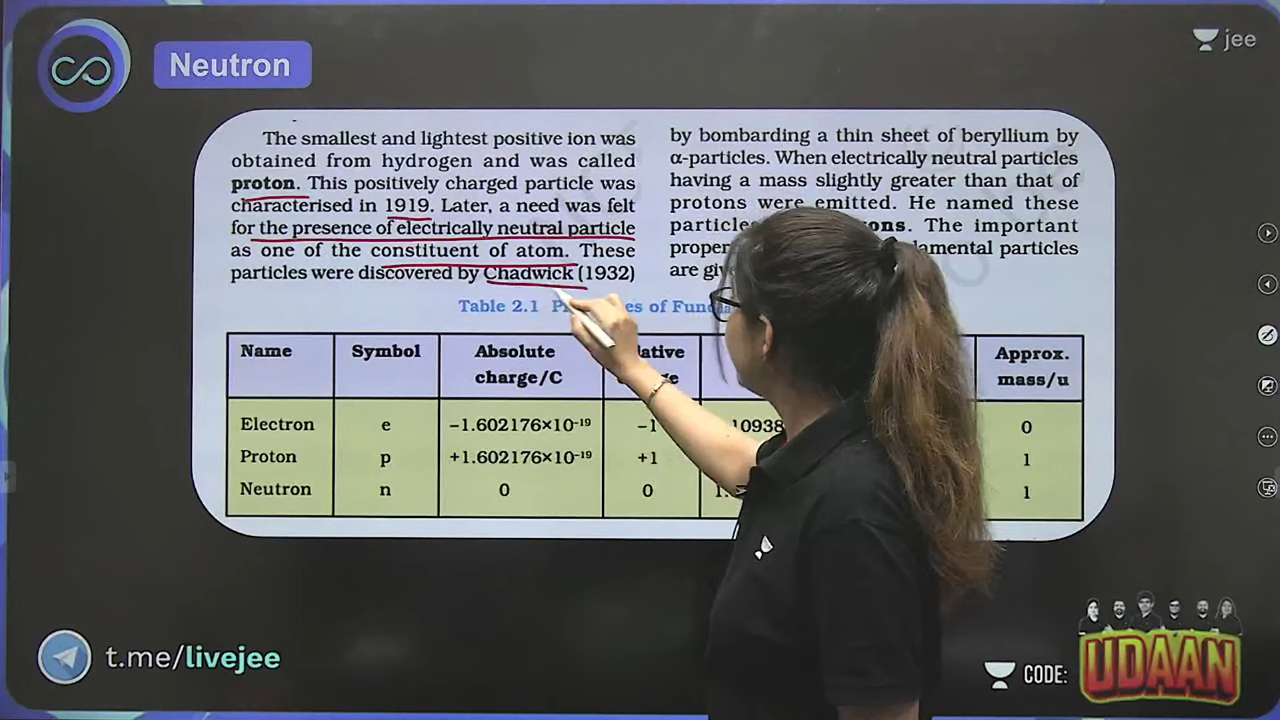 Neutron
jee
The smallest and lightest positive ion was
obtained from hydrogen and was called
proton. This positively charged particle was
characterised in 1919. Later, a need was felt
for the presence of electrically neutral particle
as one of the constituent of atom. These
particles were discovered by Chadwick (1932)
by bombarding a thin sheet of beryllium by
α-particles. When electrically neutral particles
having a mass slightly greater than that of
protons were emitted. He named these
particles
The important
are
Table 2.1
of
Name Symbol Absolute charge/C Approx. mass/u
Electron e −1.602176×10⁻¹⁹ −1 0
Proton p +1.602176×10⁻¹⁹ +1 1
Neutron n 0 0 1
t.me/livejee
CODE:
UDAAN